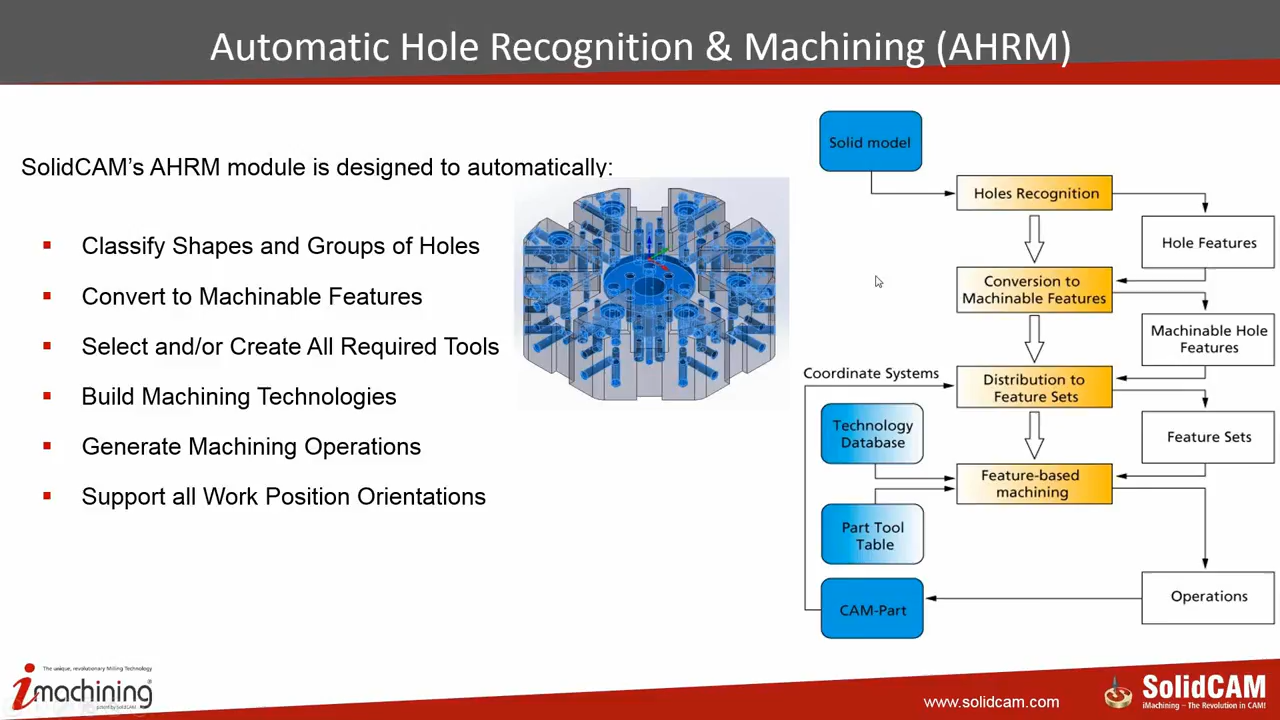 Automatic Hole Recognition & Machining (AHRM)
SolidCAM's AHRM module is designed to automatically:
▪ Classify Shapes and Groups of Holes
▪ Convert to Machinable Features
▪ Select and/or Create All Required Tools
▪ Build Machining Technologies
▪ Generate Machining Operations
▪ Support all Work Position Orientations
Solid model
Holes Recognition
Hole Features
Conversion to
Machinable Features
Machinable Hole
Features
Coordinate Systems
Distribution to
Feature Sets
Technology
Database
Feature Sets
Feature-based
machining
Part Tool
Table
Operations
CAM-Part
The unique, revolutionary Milling Technology
imachining®
www.solidcam.com
SolidCAM
iMachining – The Revolution in CAM!